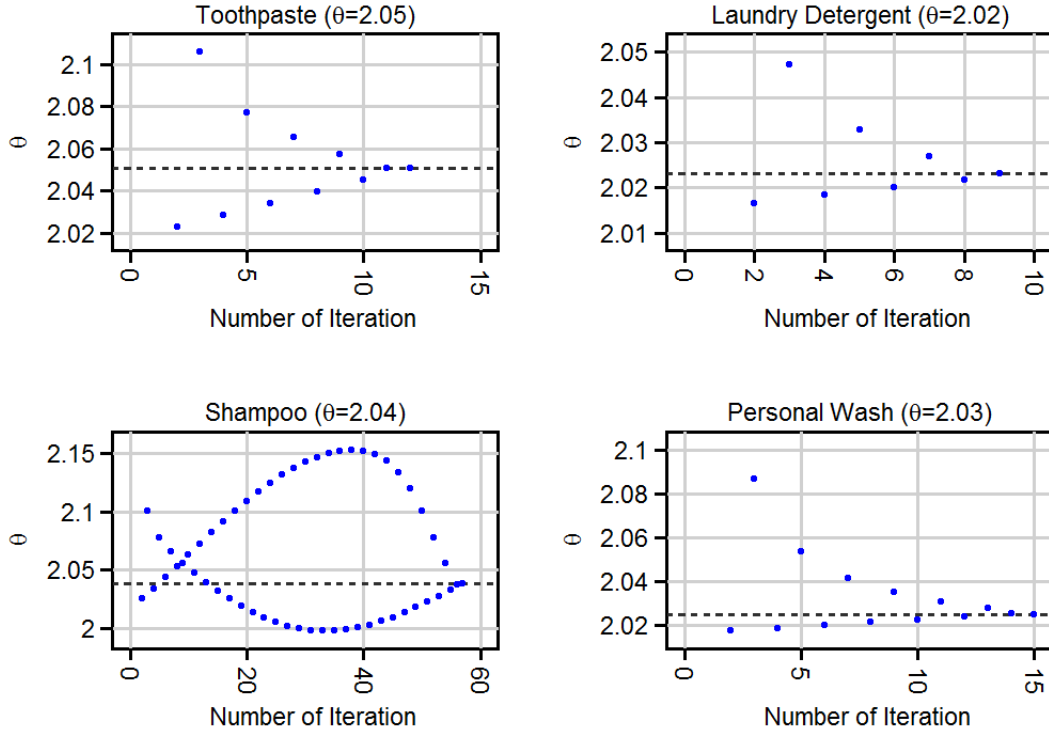 Toothpaste (θ=2.05)
2.1
2.08
2.06
2.04
2.02
θ
0 5 10 15
Number of Iteration
Laundry Detergent (θ=2.02)
2.05
2.04
2.03
2.02
2.01
θ
0 2 4 6 8 10
Number of Iteration
Shampoo (θ=2.04)
2.15
2.1
2.05
2
θ
0 20 40 60
Number of Iteration
Personal Wash (θ=2.03)
2.1
2.08
2.06
2.04
2.02
θ
0 5 10 15
Number of Iteration